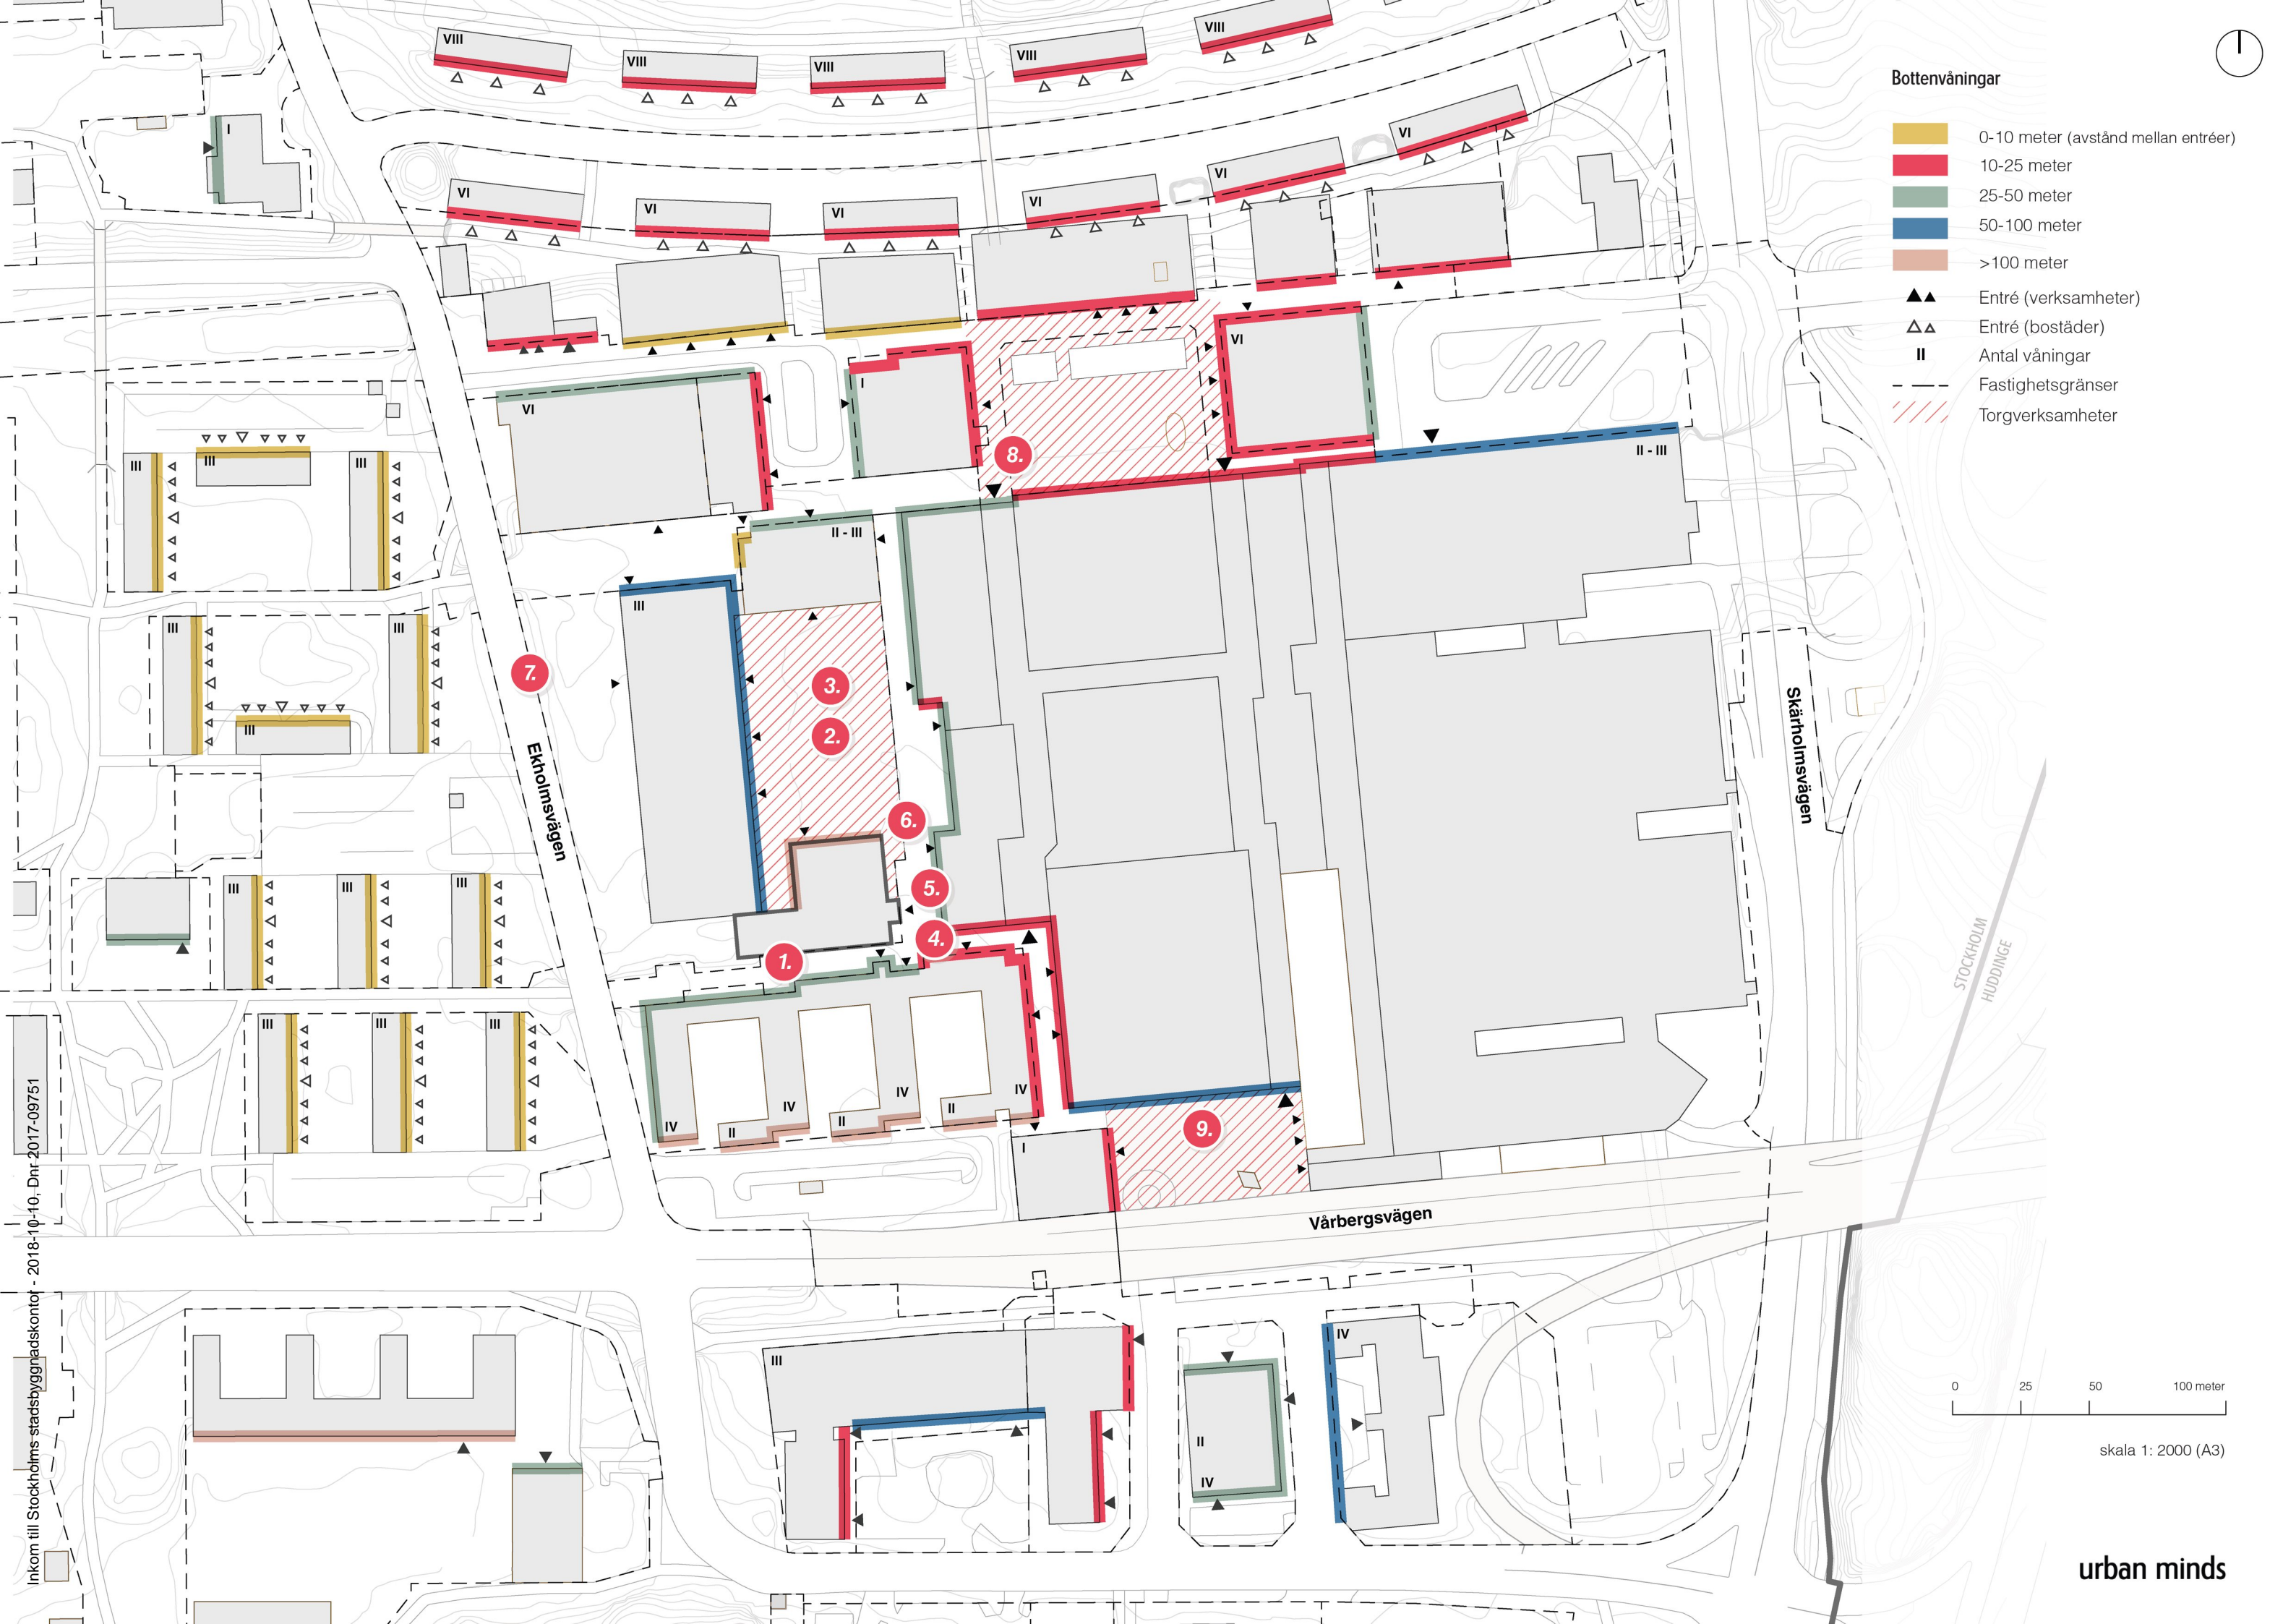 VIII
VIII
VIII
VIII
VIII
I
VI
VI
VI
VI
VI
VI
VI
I
VI
II - III
II - III
8.
III
III
III
III
III
III
III
7.
3.
2.
6.
5.
4.
1.
III
III
III
III
III
III
IV
IV
IV
IV
II
II
II
I
9.
III
II
IV
IV
Ekholmsvägen
Skärholmsvägen
Vårbergsvägen
STOCKHOLM
HUDDINGE
Bottenvåningar
0-10 meter (avstånd mellan entréer)
10-25 meter
25-50 meter
50-100 meter
>100 meter
Entré (verksamheter)
Entré (bostäder)
II Antal våningar
Fastighetsgränser
Torgverksamheter
0 25 50 100 meter
skala 1: 2000 (A3)
urban minds
Inkom till Stockholms stadsbyggnadskontor - 2018-10-10, Dnr 2017-09751